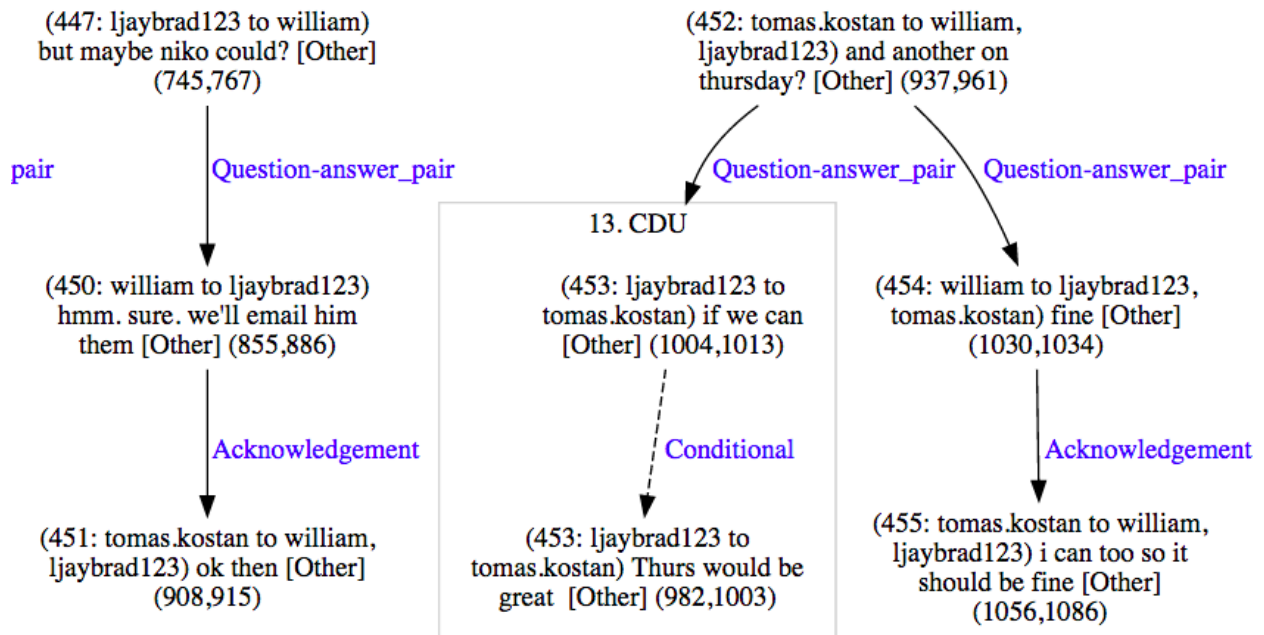 (447: ljaybrad123 to william)
but maybe niko could? [Other]
(745,767)
(452: tomas.kostan to william,
ljaybrad123) and another on
thursday? [Other] (937,961)
pair
Question-answer_pair
Question-answer_pair
Question-answer_pair
13. CDU
(450: william to ljaybrad123)
hmm. sure. we'll email him
them [Other] (855,886)
(453: ljaybrad123 to
tomas.kostan) if we can
[Other] (1004,1013)
(454: william to ljaybrad123,
tomas.kostan) fine [Other]
(1030,1034)
Acknowledgement
Conditional
Acknowledgement
(451: tomas.kostan to william,
ljaybrad123) ok then [Other]
(908,915)
(453: ljaybrad123 to
tomas.kostan) Thurs would be
great [Other] (982,1003)
(455: tomas.kostan to william,
ljaybrad123) i can too so it
should be fine [Other]
(1056,1086)